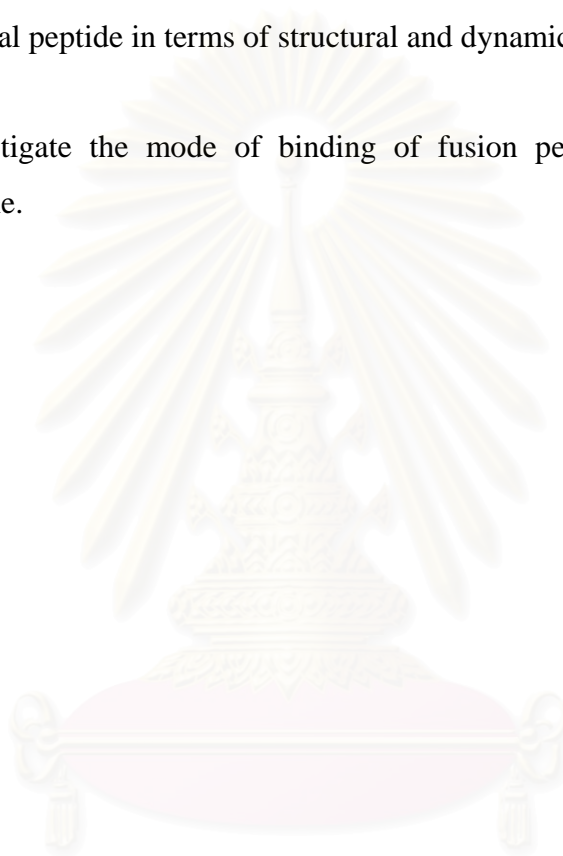 al peptide in terms of structural and dynamic
tigate the mode of binding of fusion pe
e.